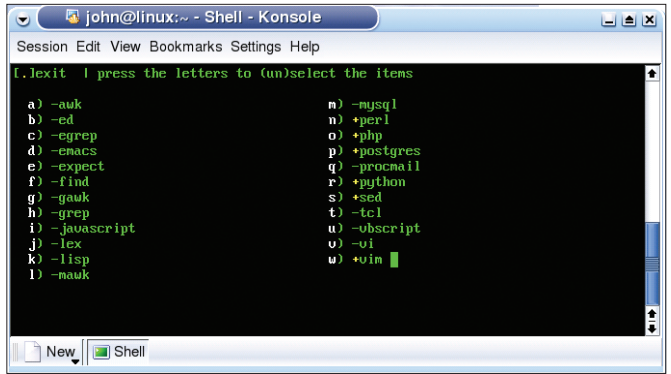 john@linux:~ - Shell - Konsole
Session Edit View Bookmarks Settings Help
[.]exit | press the letters to (un)select the items
a) -awk
b) -ed
c) -egrep
d) -emacs
e) -expect
f) -find
g) -gawk
h) -grep
i) -javascript
j) -lex
k) -lisp
l) -mawk
m) -mysql
n) +perl
o) +php
p) +postgres
q) -procmail
r) +python
s) +sed
t) -tcl
u) -vbscript
v) -vi
w) +vim
New Shell